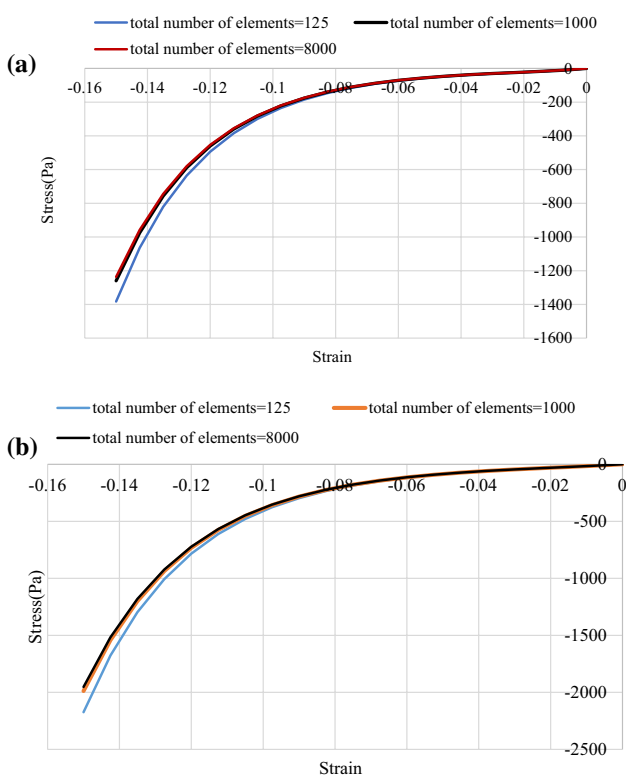 total number of elements=125 total number of elements=1000
total number of elements=8000
(a)
0
-0.16 -0.14 -0.12 -0.1 -0.08 -0.06 -0.04 -0.02 0
-200
-400
-600
-800
-1000
-1200
-1400
-1600
Stress(Pa)
Strain
total number of elements=125 total number of elements=1000
total number of elements=8000
(b)
0
-0.16 -0.14 -0.12 -0.1 -0.08 -0.06 -0.04 -0.02 0
-500
-1000
-1500
-2000
-2500
Stress(Pa)
Strain